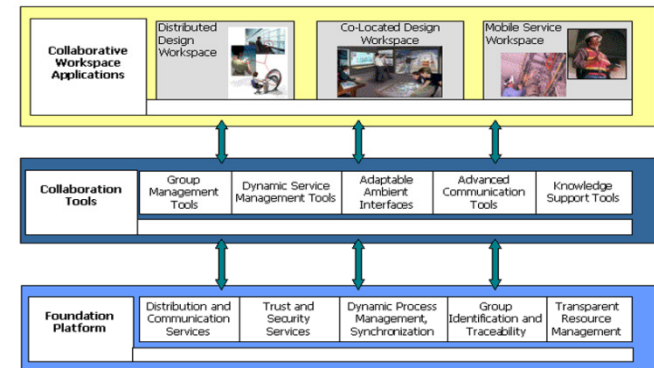 Collaborative
Workspace
Applications
Distributed
Design
Workspace
Co-Located Design
Workspace
Mobile Service
Workspace
Collaboration
Tools
Group
Management
Tools
Dynamic Service
Management Tools
Adaptable
Ambient
Interfaces
Advanced
Communication
Tools
Knowledge
Support Tools
Foundation
Platform
Distribution and
Communication
Services
Trust and
Security
Services
Dynamic Process
Management,
Synchronization
Group
Identification and
Traceability
Transparent
Resource
Management